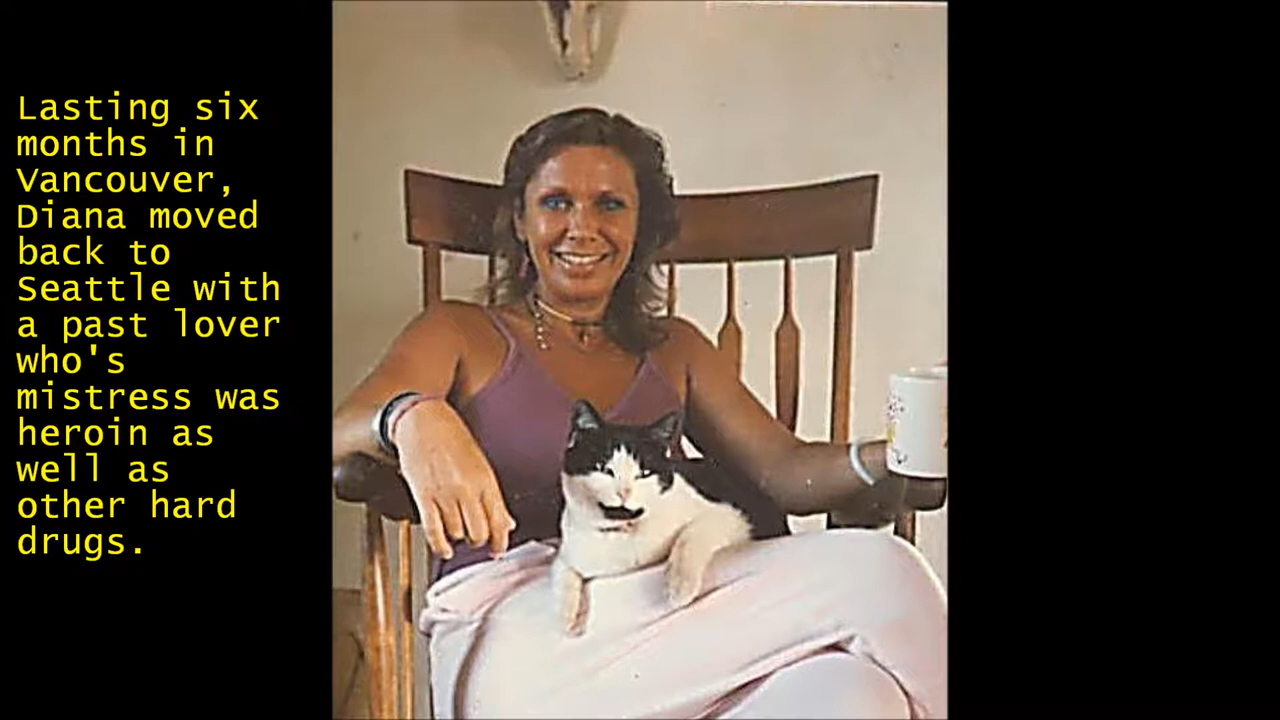 Lasting six
months in
Vancouver,
Diana moved
back to
Seattle with
a past lover
who's
mistress was
heroin as
well as
other hard
drugs.